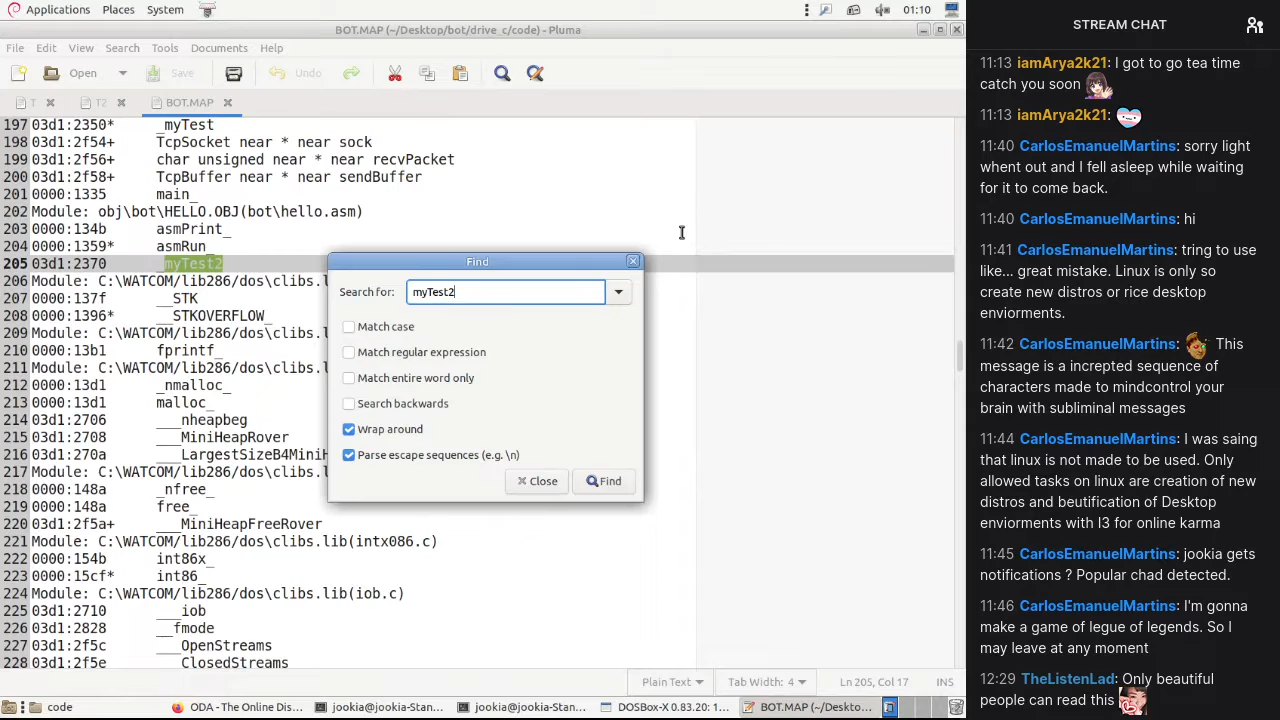 Applications Places System 01:10
BOT.MAP (~/Desktop/bot/drive_c/code) - Pluma
File Edit View Search Tools Documents Help
Open Save Undo
T T2 BOT.MAP
197 03d1:2350* _myTest
198 03d1:2f54+ TcpSocket near * near sock
199 03d1:2f56+ char unsigned near * near recvPacket
200 03d1:2f58+ TcpBuffer near * near sendBuffer
201 0000:1335 main_
202 Module: obj\bot\HELLO.OBJ(bot\hello.asm)
203 0000:134b asmPrint_
204 0000:1359* asmRun_
205 03d1:2370 _myTest2
206 Module: C:\WATCOM/lib286/dos\clibs.l
207 0000:137f __STK
208 0000:1396* __STKOVERFLOW_
209 Module: C:\WATCOM/lib286/dos\clibs.l
210 0000:13b1 fprintf_
211 Module: C:\WATCOM/lib286/dos\clibs.l
212 0000:13d1 _nmalloc_
213 0000:13d1 malloc_
214 03d1:2706 ___nheapbeg
215 03d1:2708 ___MiniHeapRover
216 03d1:270a ___LargestSizeB4MiniH
217 Module: C:\WATCOM/lib286/dos\clibs.l
218 0000:148a _nfree_
219 0000:148a free_
220 03d1:2f5a+ ___MiniHeapFreeRover
221 Module: C:\WATCOM/lib286/dos\clibs.lib(intx086.c)
222 0000:154b int86x_
223 0000:15cf* int86_
224 Module: C:\WATCOM/lib286/dos\clibs.lib(iob.c)
225 03d1:2710 ___iob
226 03d1:2828 __fmode
227 03d1:2f5c ___OpenStreams
228 03d1:2f5e ___ClosedStreams
Find
Search for: myTest2
Match case
Match regular expression
Match entire word only
Search backwards
Wrap around
Parse escape sequences (e.g. \n)
Close Find
Plain Text Tab Width: 4 Ln 205, Col 17 INS
code ODA - The Online Dis... jookia@jookia-Stan... jookia@jookia-Stan... DOSBox-X 0.83.20: 1... BOT.MAP (~/Deskto...
STREAM CHAT
11:13 iamArya2k21: I got to go tea time
catch you soon
11:13 iamArya2k21:
11:40 CarlosEmanuelMartins: sorry light
whent out and I fell asleep while waiting
for it to come back.
11:40 CarlosEmanuelMartins: hi
11:41 CarlosEmanuelMartins: tring to use
like... great mistake. Linux is only so
create new distros or rice desktop
enviorments.
11:42 CarlosEmanuelMartins: This
message is a increpted sequence of
characters made to mindcontrol your
brain with subliminal messages
11:44 CarlosEmanuelMartins: I was saing
that linux is not made to be used. Only
allowed tasks on linux are creation of new
distros and beutification of Desktop
enviorments with I3 for online karma
11:45 CarlosEmanuelMartins: jookia gets
notifications ? Popular chad detected.
11:46 CarlosEmanuelMartins: I'm gonna
make a game of legue of legends. So I
may leave at any moment
12:29 TheListenLad: Only beautiful
people can read this